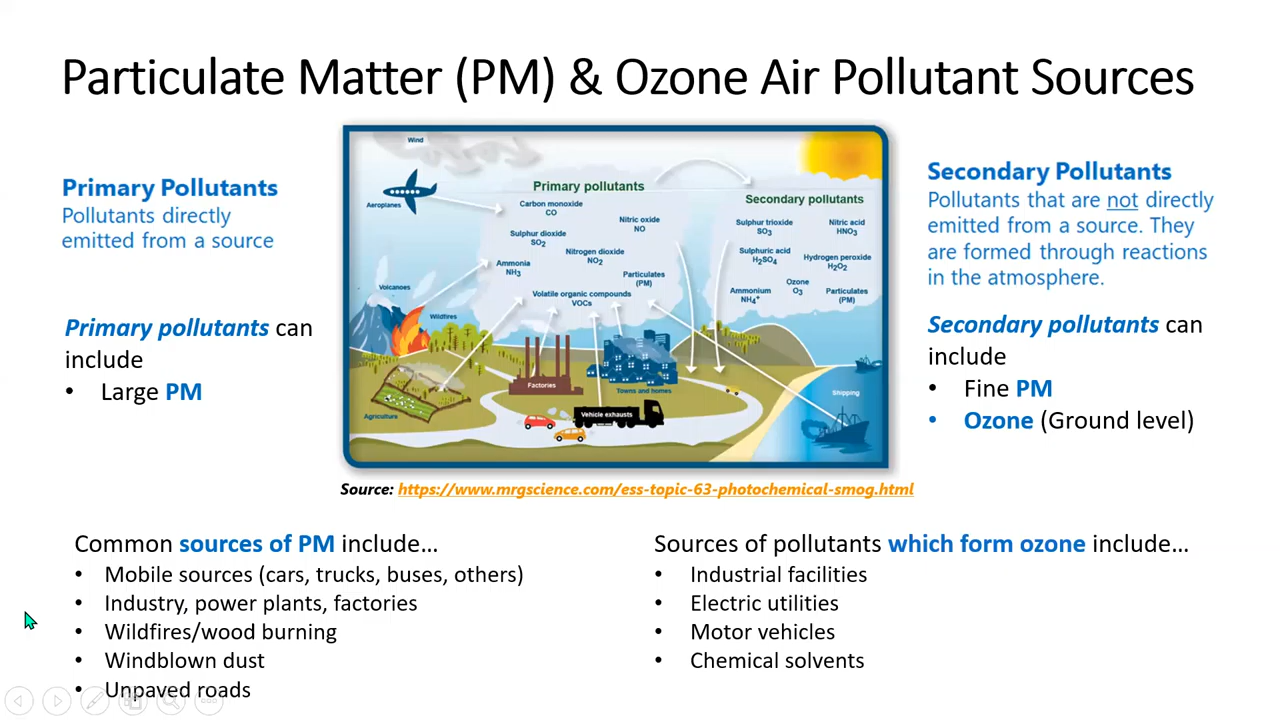 Particulate Matter (PM) & Ozone Air Pollutant Sources
Primary Pollutants
Pollutants directly
emitted from a source
Primary pollutants can
include
• Large PM
Wind
Aeroplanes
Volcanoes
Wildfires
Agriculture
Factories
Towns and homes
Vehicle exhausts
Shipping
Primary pollutants
Carbon monoxide
CO
Nitric oxide
NO
Sulphur dioxide
SO2
Nitrogen dioxide
NO2
Ammonia
NH3
Particulates
(PM)
Volatile organic compounds
VOCs
Secondary pollutants
Sulphur trioxide
SO3
Nitric acid
HNO3
Sulphuric acid
H2SO4
Hydrogen peroxide
H2O2
Ozone
O3
Ammonium
NH4+
Particulates
(PM)
Source: https://www.mrgscience.com/ess-topic-63-photochemical-smog.html
Secondary Pollutants
Pollutants that are not directly
emitted from a source. They
are formed through reactions
in the atmosphere.
Secondary pollutants can
include
• Fine PM
• Ozone (Ground level)
Common sources of PM include…
• Mobile sources (cars, trucks, buses, others)
• Industry, power plants, factories
• Wildfires/wood burning
• Windblown dust
• Unpaved roads
Sources of pollutants which form ozone include…
• Industrial facilities
• Electric utilities
• Motor vehicles
• Chemical solvents